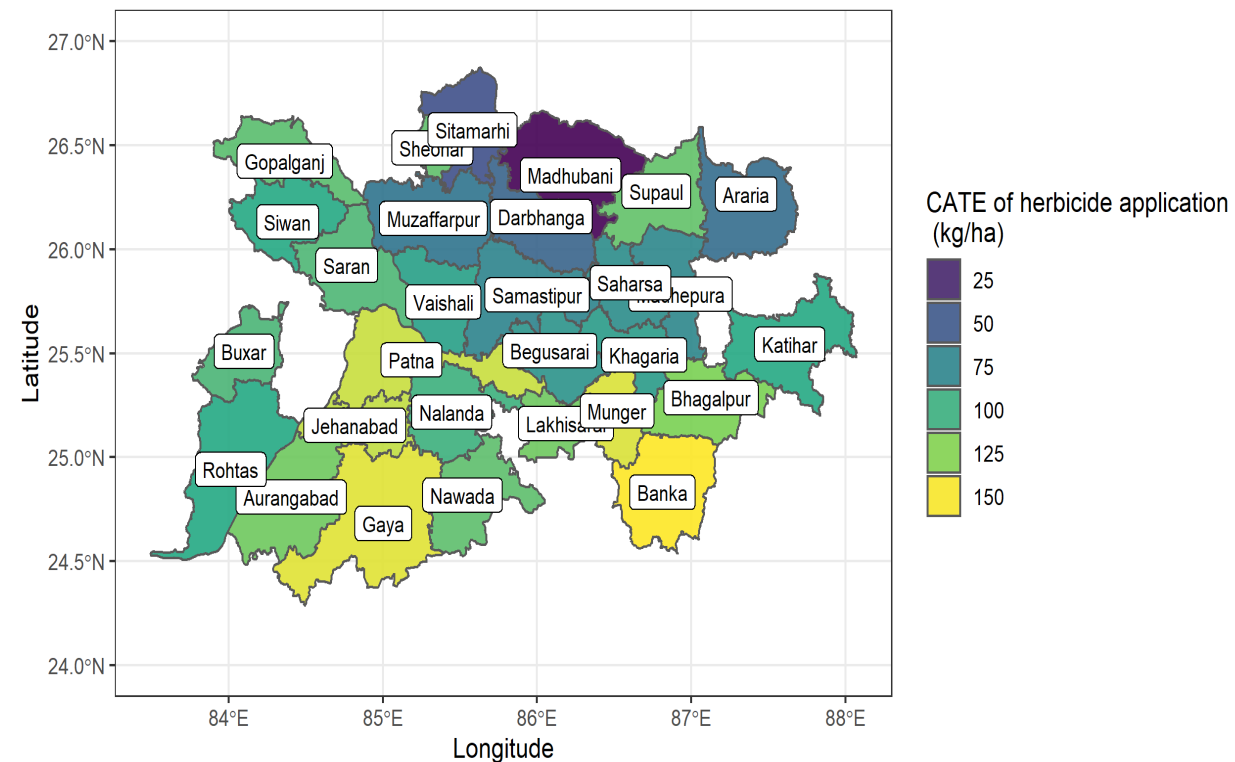 27.0°N
26.5°N
26.0°N
25.5°N
25.0°N
24.5°N
24.0°N
84°E
85°E
86°E
87°E
88°E
Latitude
Longitude
Sitamarhi
Gopalganj
Madhubani
Supaul
Araria
Siwan
Muzaffarpur
Darbhanga
Saran
Vaishali
Samastipur
Saharsa
Buxar
Patna
Begusarai
Khagaria
Katihar
Jehanabad
Nalanda
Munger
Bhagalpur
Rohtas
Aurangabad
Nawada
Banka
Gaya
CATE of herbicide application
(kg/ha)
25
50
75
100
125
150